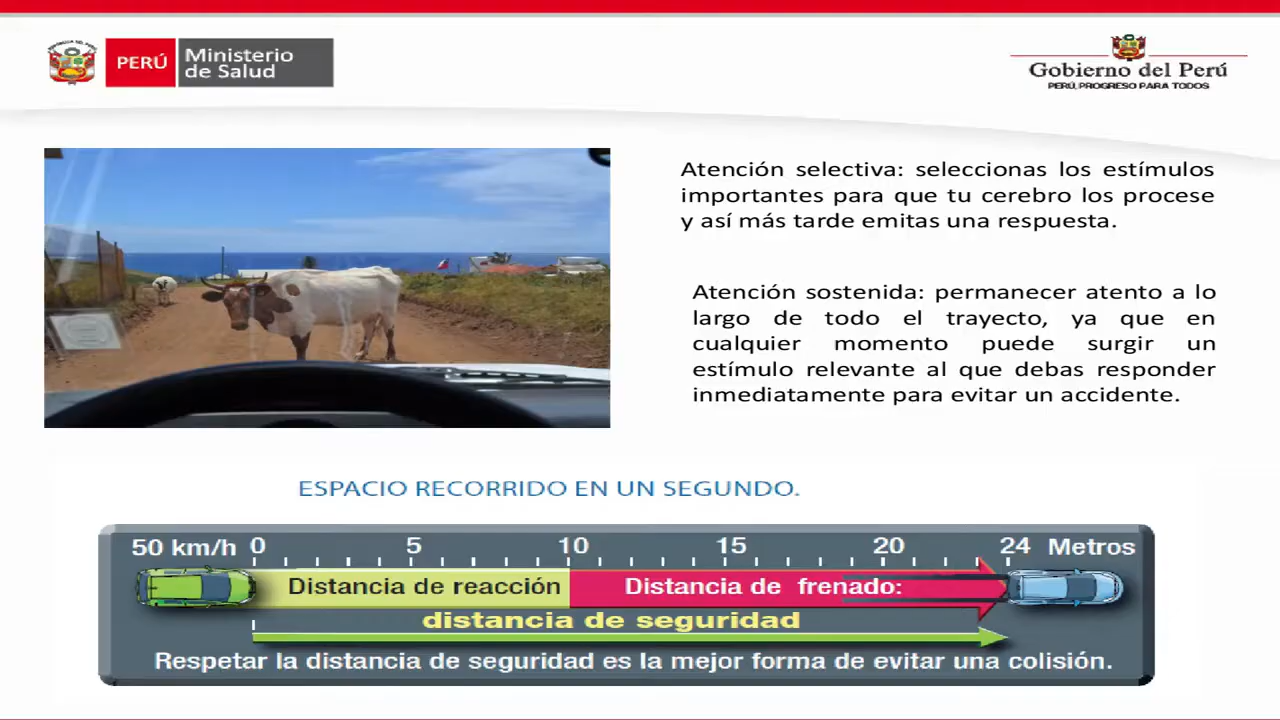 PERÚ
Ministerio
de Salud
Gobierno del Perú
PERÚ, PROGRESO PARA TODOS
Atención selectiva: seleccionas los estímulos
importantes para que tu cerebro los procese
y así más tarde emitas una respuesta.
Atención sostenida: permanecer atento a lo
largo de todo el trayecto, ya que en
cualquier momento puede surgir un
estímulo relevante al que debas responder
inmediatamente para evitar un accidente.
ESPACIO RECORRIDO EN UN SEGUNDO.
50 km/h 0 5 10 15 20 24 Metros
Distancia de reacción Distancia de frenado:
distancia de seguridad
Respetar la distancia de seguridad es la mejor forma de evitar una colisión.